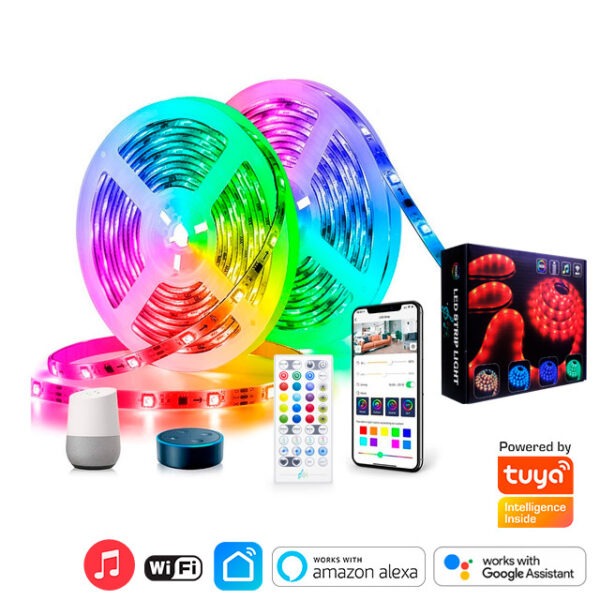 LED STRIP LIGHT
Powered by
tuya
Intelligence
Inside
WiFi
WORKS WITH
amazon alexa
works with
Google Assistant